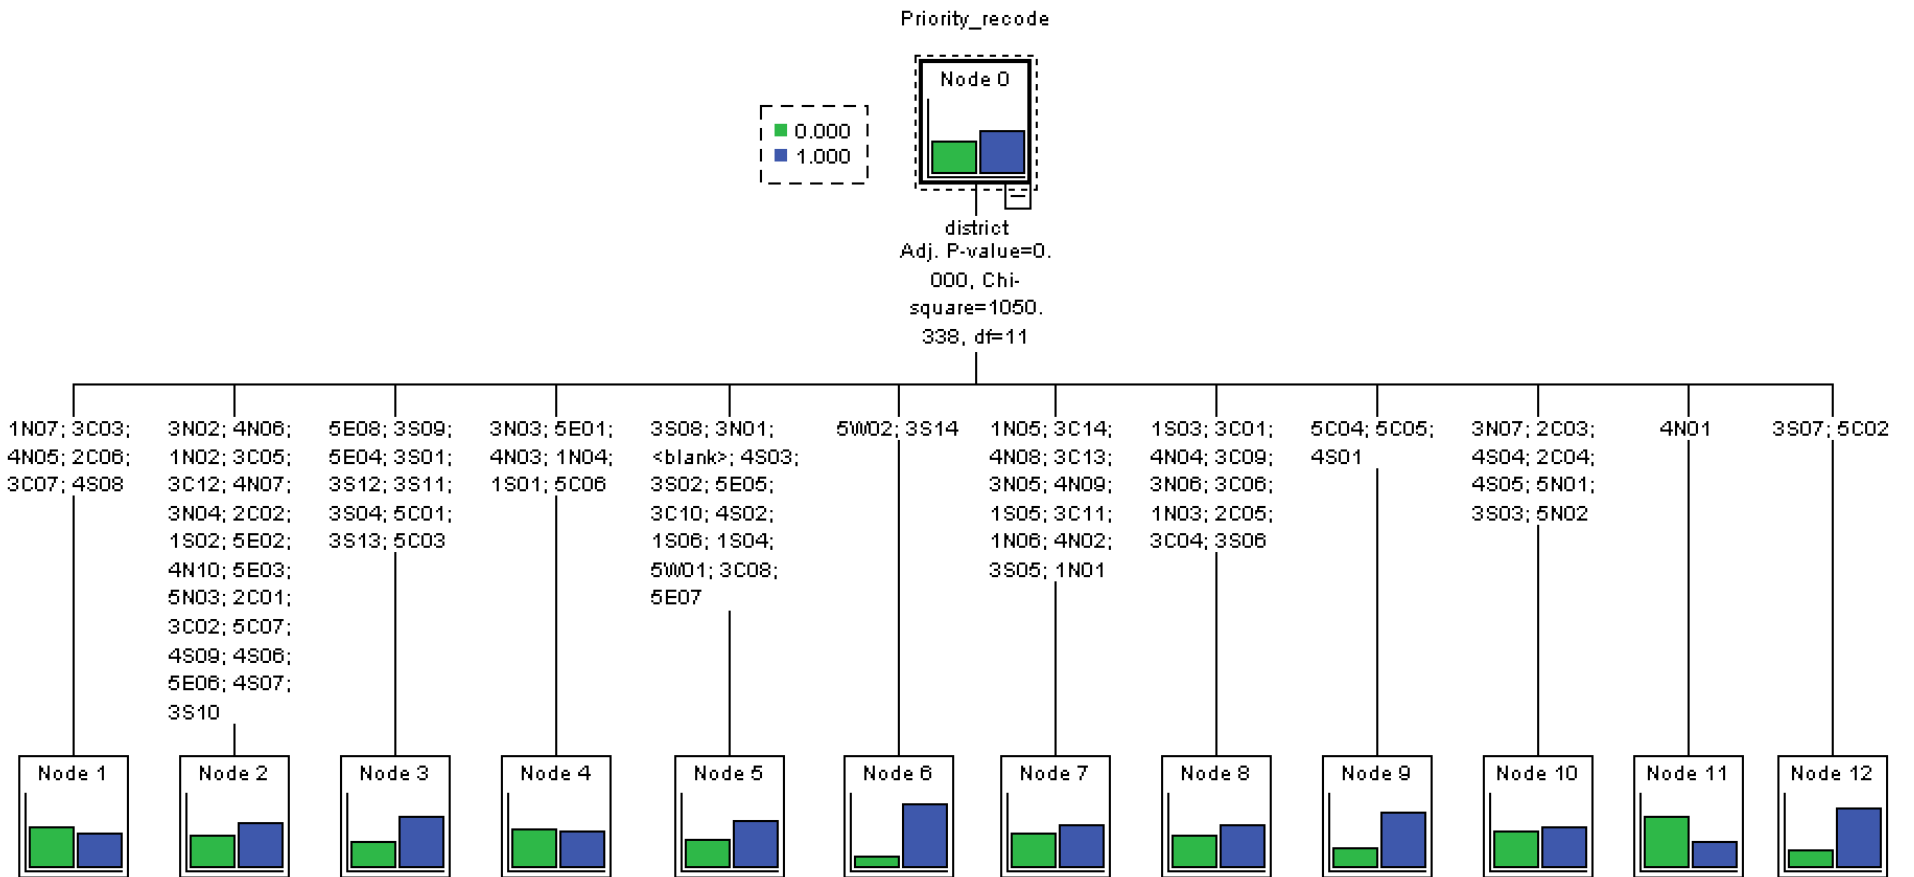 Priority_recode
Node 0
0.000
1.000
district
Adj. P-value=0.
000, Chi-
square=1050.
338, df=11
1N07; 3C03;
4N05; 2C06;
3C07; 4S08
3N02; 4N06;
1N02; 3C05;
3C12; 4N07;
3N04; 2C02;
1S02; 5E02;
4N10; 5E03;
5N03; 2C01;
3C02; 5C07;
4S09; 4S06;
5E06; 4S07;
3S10
5E08; 3S09;
5E04; 3S01;
3S12; 3S11;
3S04; 5C01;
3S13; 5C03
3N03; 5E01;
4N03; 1N04;
1S01; 5C06
3S08; 3N01;
<blank>; 4S03;
3S02; 5E05;
3C10; 4S02;
1S06; 1S04;
5W01; 3C08;
5E07
5W02; 3S14
1N05; 3C14;
4N08; 3C13;
3N05; 4N09;
1S05; 3C11;
1N06; 4N02;
3S05; 1N01
1S03; 3C01;
4N04; 3C09;
3N06; 3C06;
1N03; 2C05;
3C04; 3S06
5C04; 5C05;
4S01
3N07; 2C03;
4S04; 2C04;
4S05; 5N01;
3S03; 5N02
4N01
3S07; 5C02
Node 1
Node 2
Node 3
Node 4
Node 5
Node 6
Node 7
Node 8
Node 9
Node 10
Node 11
Node 12